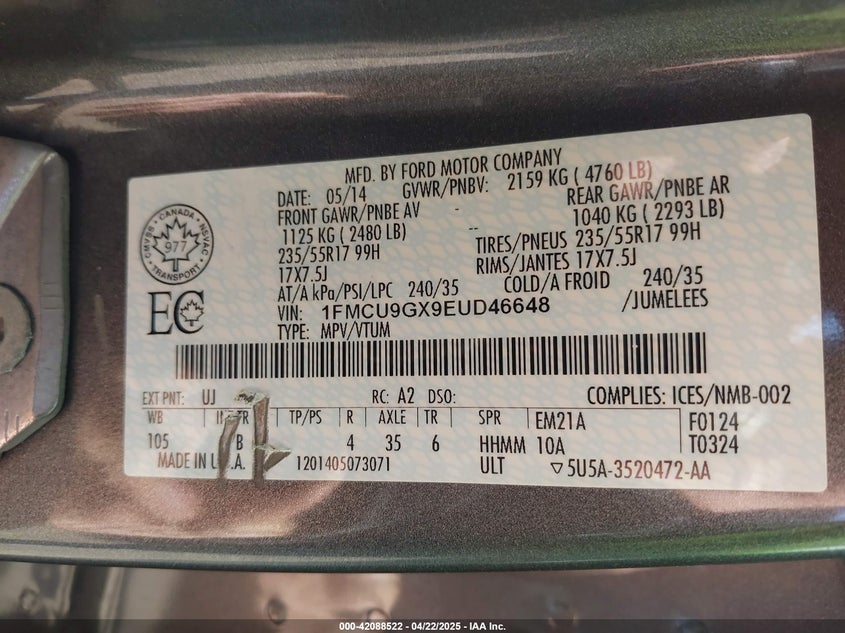 MFD. BY FORD MOTOR COMPANY
DATE: 05/14 GVWR/PNBV: 2159 KG ( 4760 LB)
FRONT GAWR/PNBE AV - REAR GAWR/PNBE AR
1125 KG ( 2480 LB) -- 1040 KG ( 2293 LB)
235/55R17 99H TIRES/PNEUS 235/55R17 99H
17X7.5J RIMS/JANTES 17X7.5J
AT/A kPa/PSI/LPC 240/35 COLD/A FROID 240/35
VIN: 1FMCU9GX9EUD46648 /JUMELEES
TYPE: MPV/VTUM
CANADA
CMVSS NSVAC
977
TRANSPORT
EC
EXT PNT: UJ RC: A2 DSO: COMPLIES: ICES/NMB-002
WB TP/PS R AXLE TR SPR EM21A F0124
105 B 4 35 6 HHMM 10A T0324
MADE IN U.S.A. 1201405073071 ULT ▽5U5A-3520472-AA
000-42088522 • 04/22/2025 • IAA Inc.